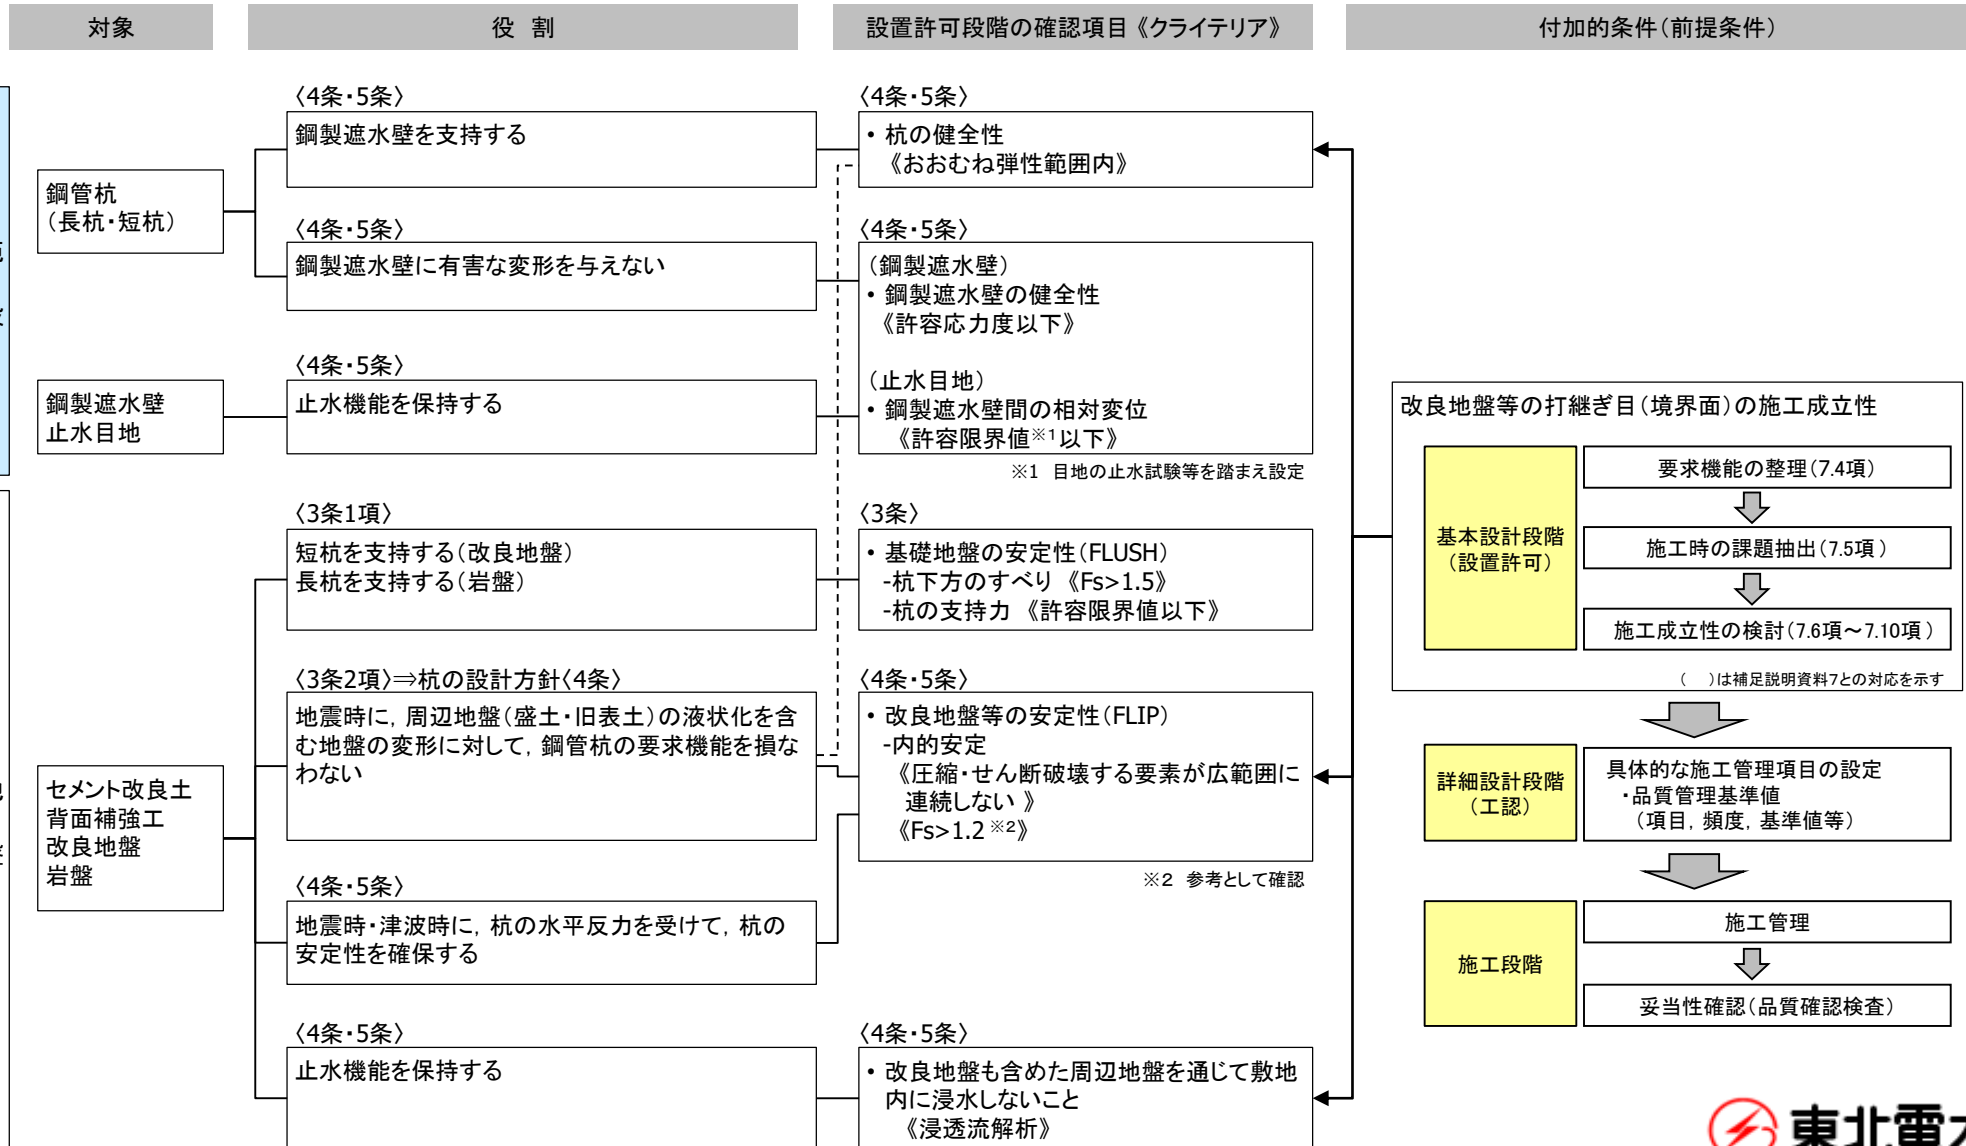 対象
役 割
設置許可段階の確認項目《クライテリア》
付加的条件(前提条件)
鋼管杭
(長杭・短杭)
〈4条・5条〉
鋼製遮水壁を支持する
〈4条・5条〉
・ 杭の健全性
《おおむね弾性範囲内》
〈4条・5条〉
鋼製遮水壁に有害な変形を与えない
〈4条・5条〉
(鋼製遮水壁)
・ 鋼製遮水壁の健全性
《許容応力度以下》
(止水目地)
・ 鋼製遮水壁間の相対変位
《許容限界値※1以下》
※1 目地の止水試験等を踏まえ設定
鋼製遮水壁
止水目地
〈4条・5条〉
止水機能を保持する
セメント改良土
背面補強工
改良地盤
岩盤
〈3条1項〉
短杭を支持する(改良地盤)
長杭を支持する(岩盤)
〈3条〉
・ 基礎地盤の安定性(FLUSH)
-杭下方のすべり 《Fs>1.5》
-杭の支持力 《許容限界値以下》
〈3条2項〉⇒杭の設計方針〈4条〉
地震時に, 周辺地盤(盛土・旧表土)の液状化を含
む地盤の変形に対して, 鋼管杭の要求機能を損な
わない
〈4条・5条〉
・ 改良地盤等の安定性(FLIP)
-内的安定
《圧縮・せん断破壊する要素が広範囲に
連続しない 》
《Fs>1.2 ※2》
※2 参考として確認
〈4条・5条〉
地震時・津波時に, 杭の水平反力を受けて, 杭の
安定性を確保する
〈4条・5条〉
止水機能を保持する
〈4条・5条〉
・ 改良地盤も含めた周辺地盤を通じて敷地
内に浸水しないこと
《浸透流解析》
改良地盤等の打継ぎ目(境界面)の施工成立性
基本設計段階
(設置許可)
要求機能の整理(7.4項)
施工時の課題抽出(7.5項)
施工成立性の検討(7.6項~7.10項)
( )は補足説明資料7との対応を示す
詳細設計段階
(工認)
具体的な施工管理項目の設定
・品質管理基準値
(項目, 頻度, 基準値等)
施工段階
施工管理
妥当性確認(品質確認検査)
東北電